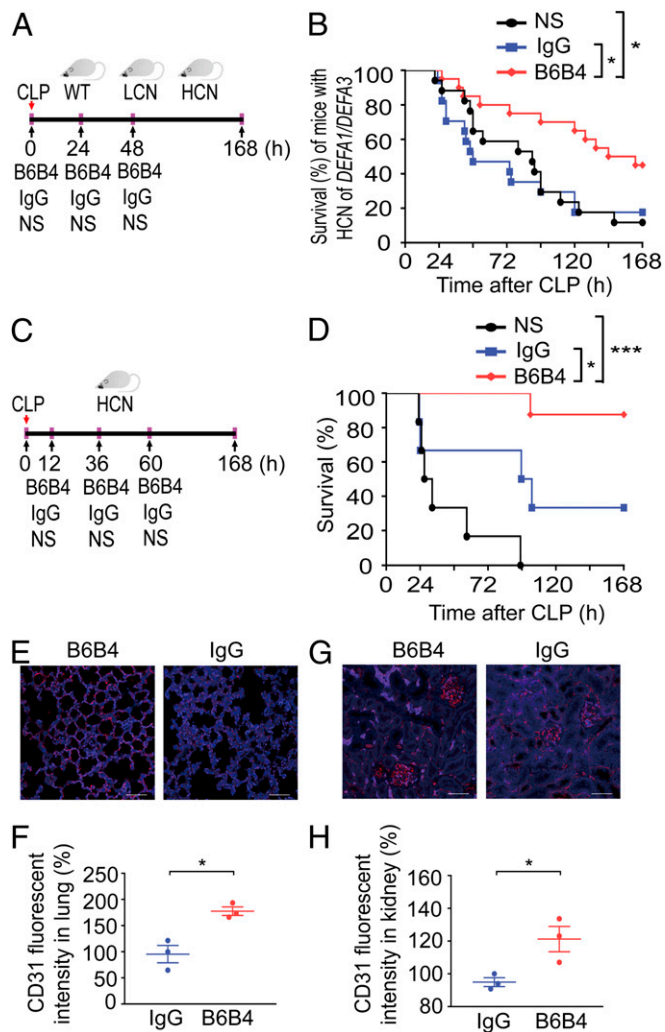 A
CLP WT LCN HCN
0 24 48 168 (h)
B6B4 B6B4 B6B4
IgG IgG IgG
NS NS NS
B
NS
IgG
B6B4
*
*
Survival (%) of mice with
HCN of DEFA1/DEFA3
100
80
60
40
20
0 24 72 120 168
Time after CLP (h)
C
CLP HCN
0 12 36 60 168 (h)
B6B4 B6B4 B6B4
IgG IgG IgG
NS NS NS
D
NS
IgG
B6B4
*
***
Survival (%)
100
80
60
40
20
0
0 24 72 120 168
Time after CLP (h)
E
B6B4 IgG
G
B6B4 IgG
F
CD31 fluorescent
intensity in lung (%)
250
200
150
100
50
0
*
IgG B6B4
H
CD31 fluorescent
intensity in kidney (%)
140
120
100
80
*
IgG B6B4